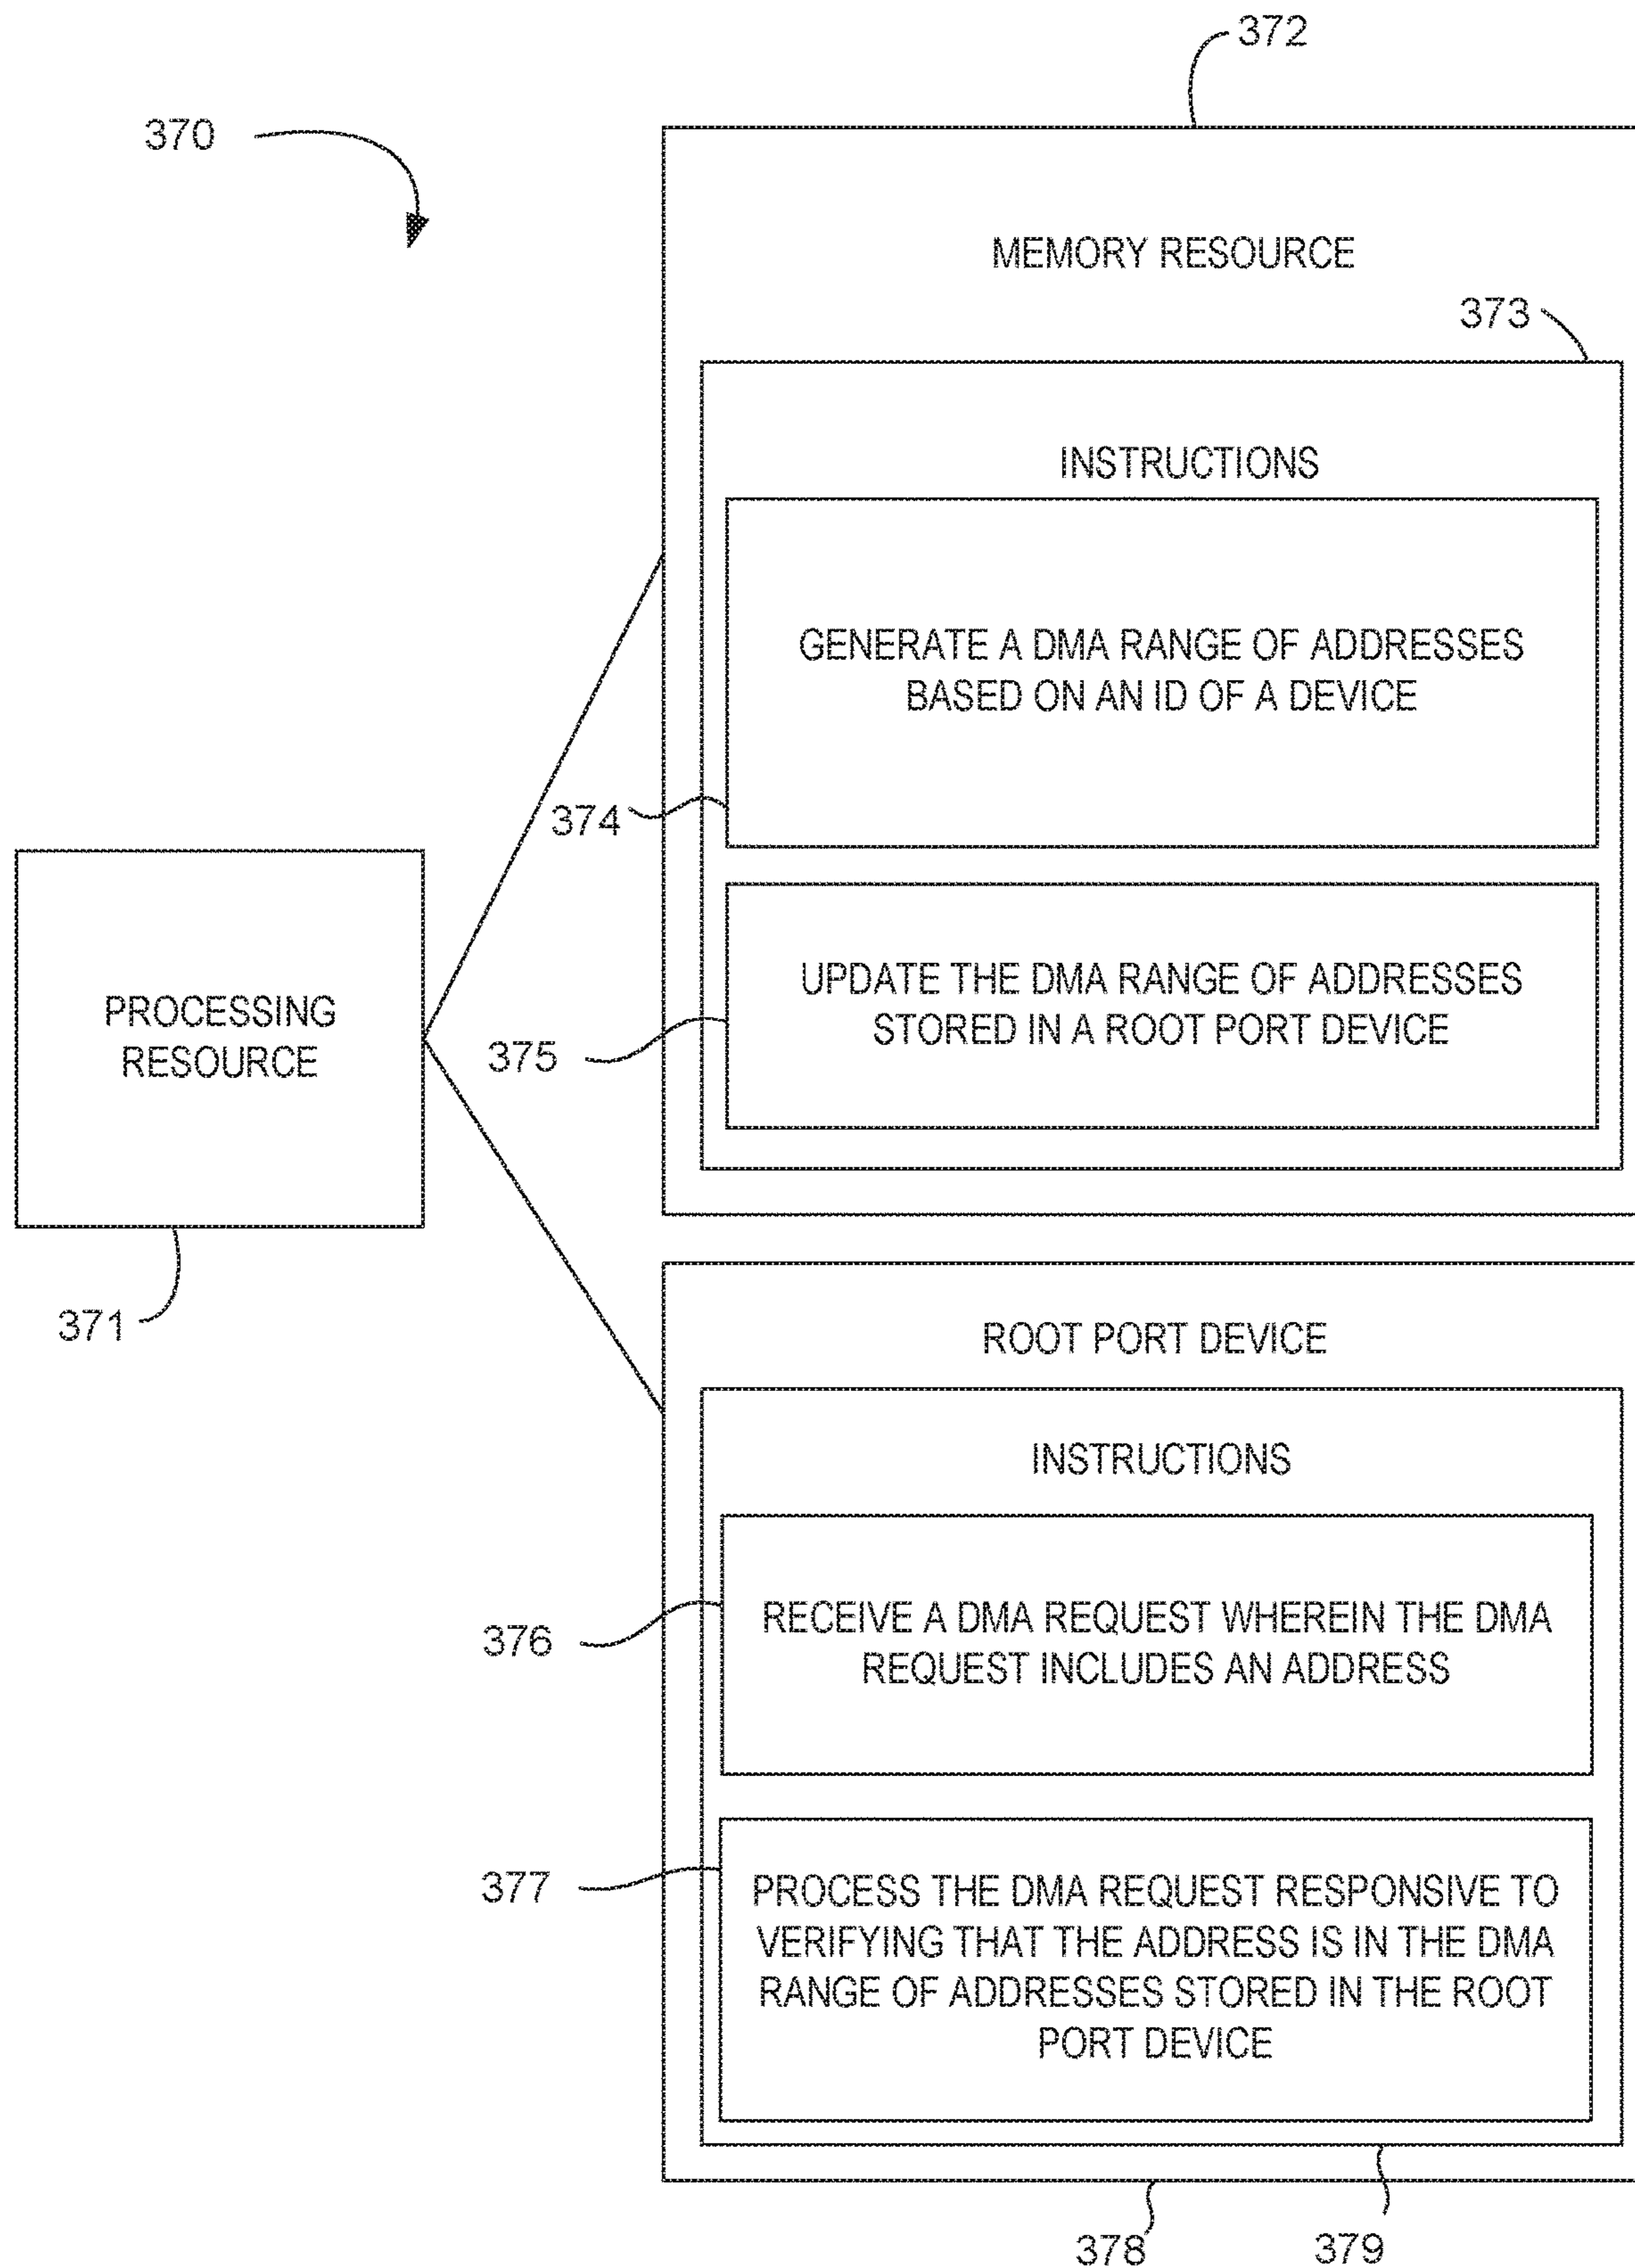 372
370
MEMORY RESOURCE
373
INSTRUCTIONS
GENERATE A DMA RANGE OF ADDRESSES
BASED ON AN ID OF A DEVICE
374
UPDATE THE DMA RANGE OF ADDRESSES
STORED IN A ROOT PORT DEVICE
375
PROCESSING
RESOURCE
371
ROOT PORT DEVICE
INSTRUCTIONS
RECEIVE A DMA REQUEST WHEREIN THE DMA
REQUEST INCLUDES AN ADDRESS
376
PROCESS THE DMA REQUEST RESPONSIVE TO
VERIFYING THAT THE ADDRESS IS IN THE DMA
RANGE OF ADDRESSES STORED IN THE ROOT
PORT DEVICE
377
378
379